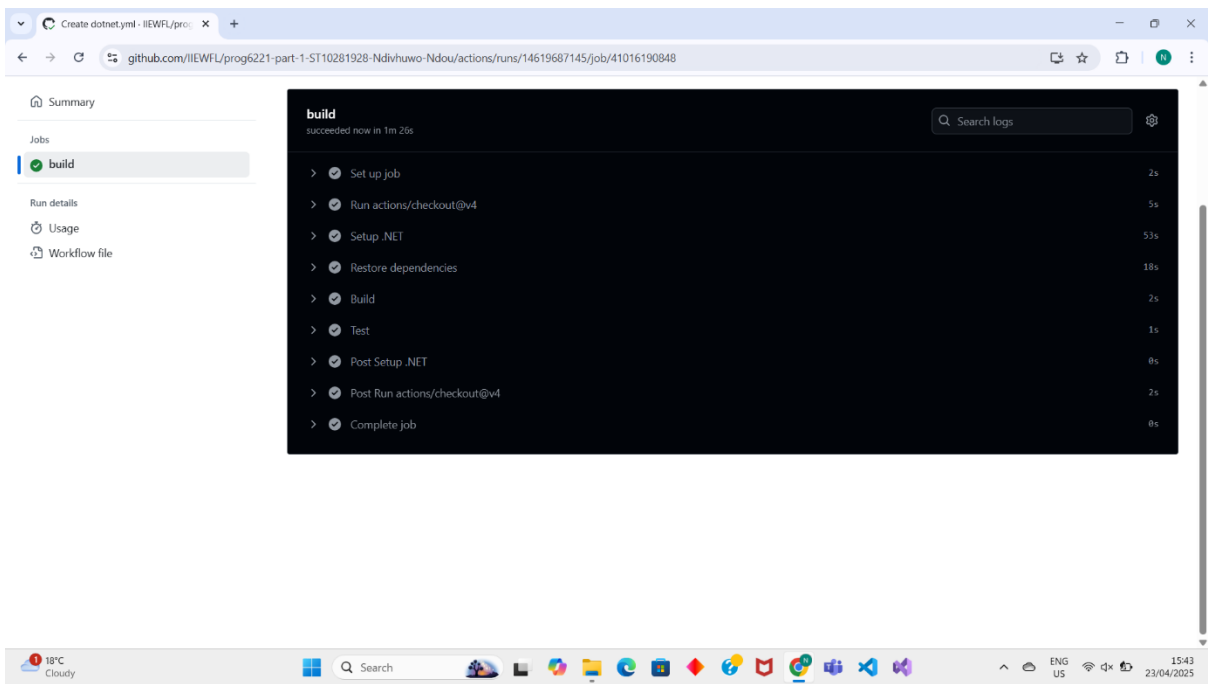 Create dotnet.yml - IIEWFL/prog
github.com/IIEWFL/prog6221-part-1-ST10281928-Ndivhuwo-Ndou/actions/runs/14619687145/job/41016190848
N
Summary
Jobs
build
Run details
Usage
Workflow file
build
succeeded now in 1m 26s
Search logs
Set up job 2s
Run actions/checkout@v4 5s
Setup .NET 53s
Restore dependencies 18s
Build 2s
Test 1s
Post Setup .NET 0s
Post Run actions/checkout@v4 2s
Complete job 0s
1
18°C
Cloudy
Search
ENG
US
15:43
23/04/2025